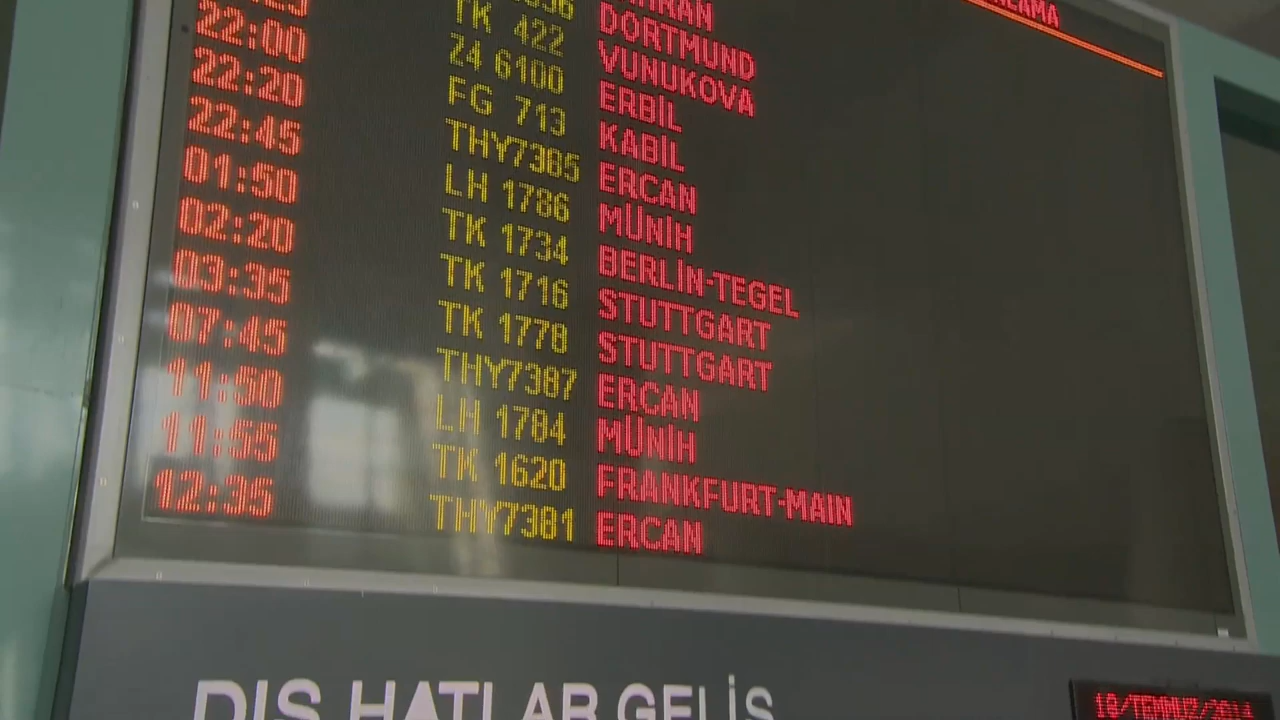 DORTMUND
TK 422 VUNUKOVA
Z4 6100 ERBİL
22:00 FG 713 KABİL
22:20 THY7385 ERCAN
22:45 LH 1786 MÜNİH
01:50 TK 1734 BERLİN-TEGEL
02:20 TK 1716 STUTTGART
03:35 TK 1778 STUTTGART
07:45 THY7387 ERCAN
11:50 LH 1784 MÜNİH
11:55 TK 1620 FRANKFURT-MAIN
12:35 THY7381 ERCAN
DIŞ HATLAR GELİŞ